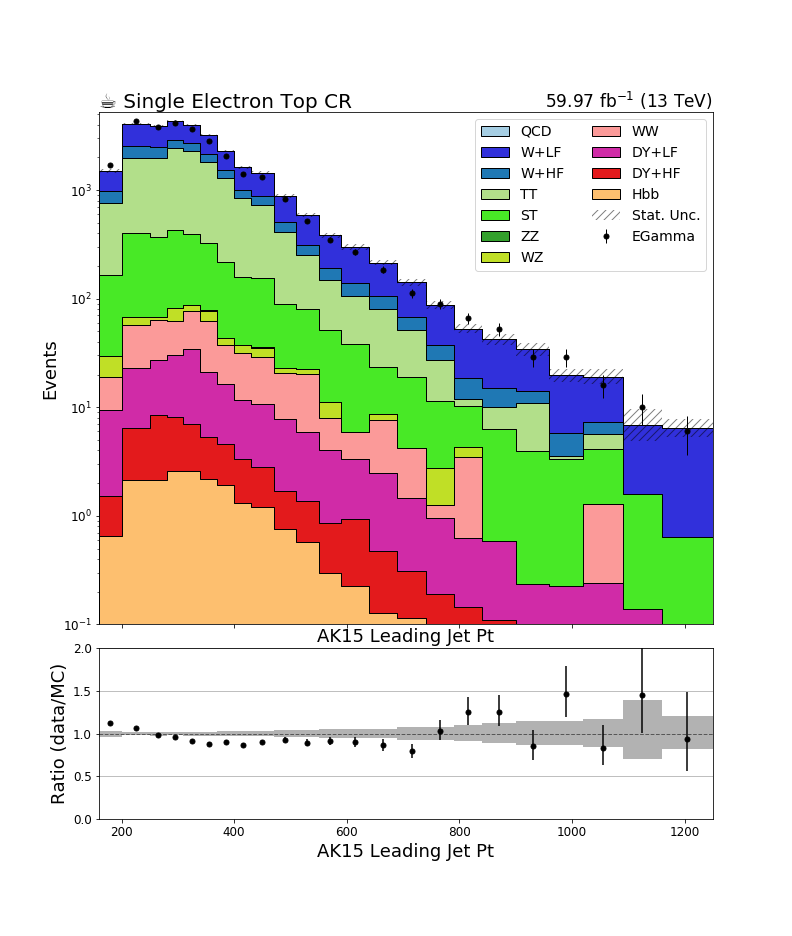 ☕ Single Electron Top CR
59.97 fb⁻¹ (13 TeV)
QCD
W+LF
W+HF
TT
ST
ZZ
WZ
WW
DY+LF
DY+HF
Hbb
Stat. Unc.
EGamma
Events
10³
10²
10¹
10⁰
10⁻¹
AK15 Leading Jet Pt
Ratio (data/MC)
2.0
1.5
1.0
0.5
0.0
200 400 600 800 1000 1200
AK15 Leading Jet Pt